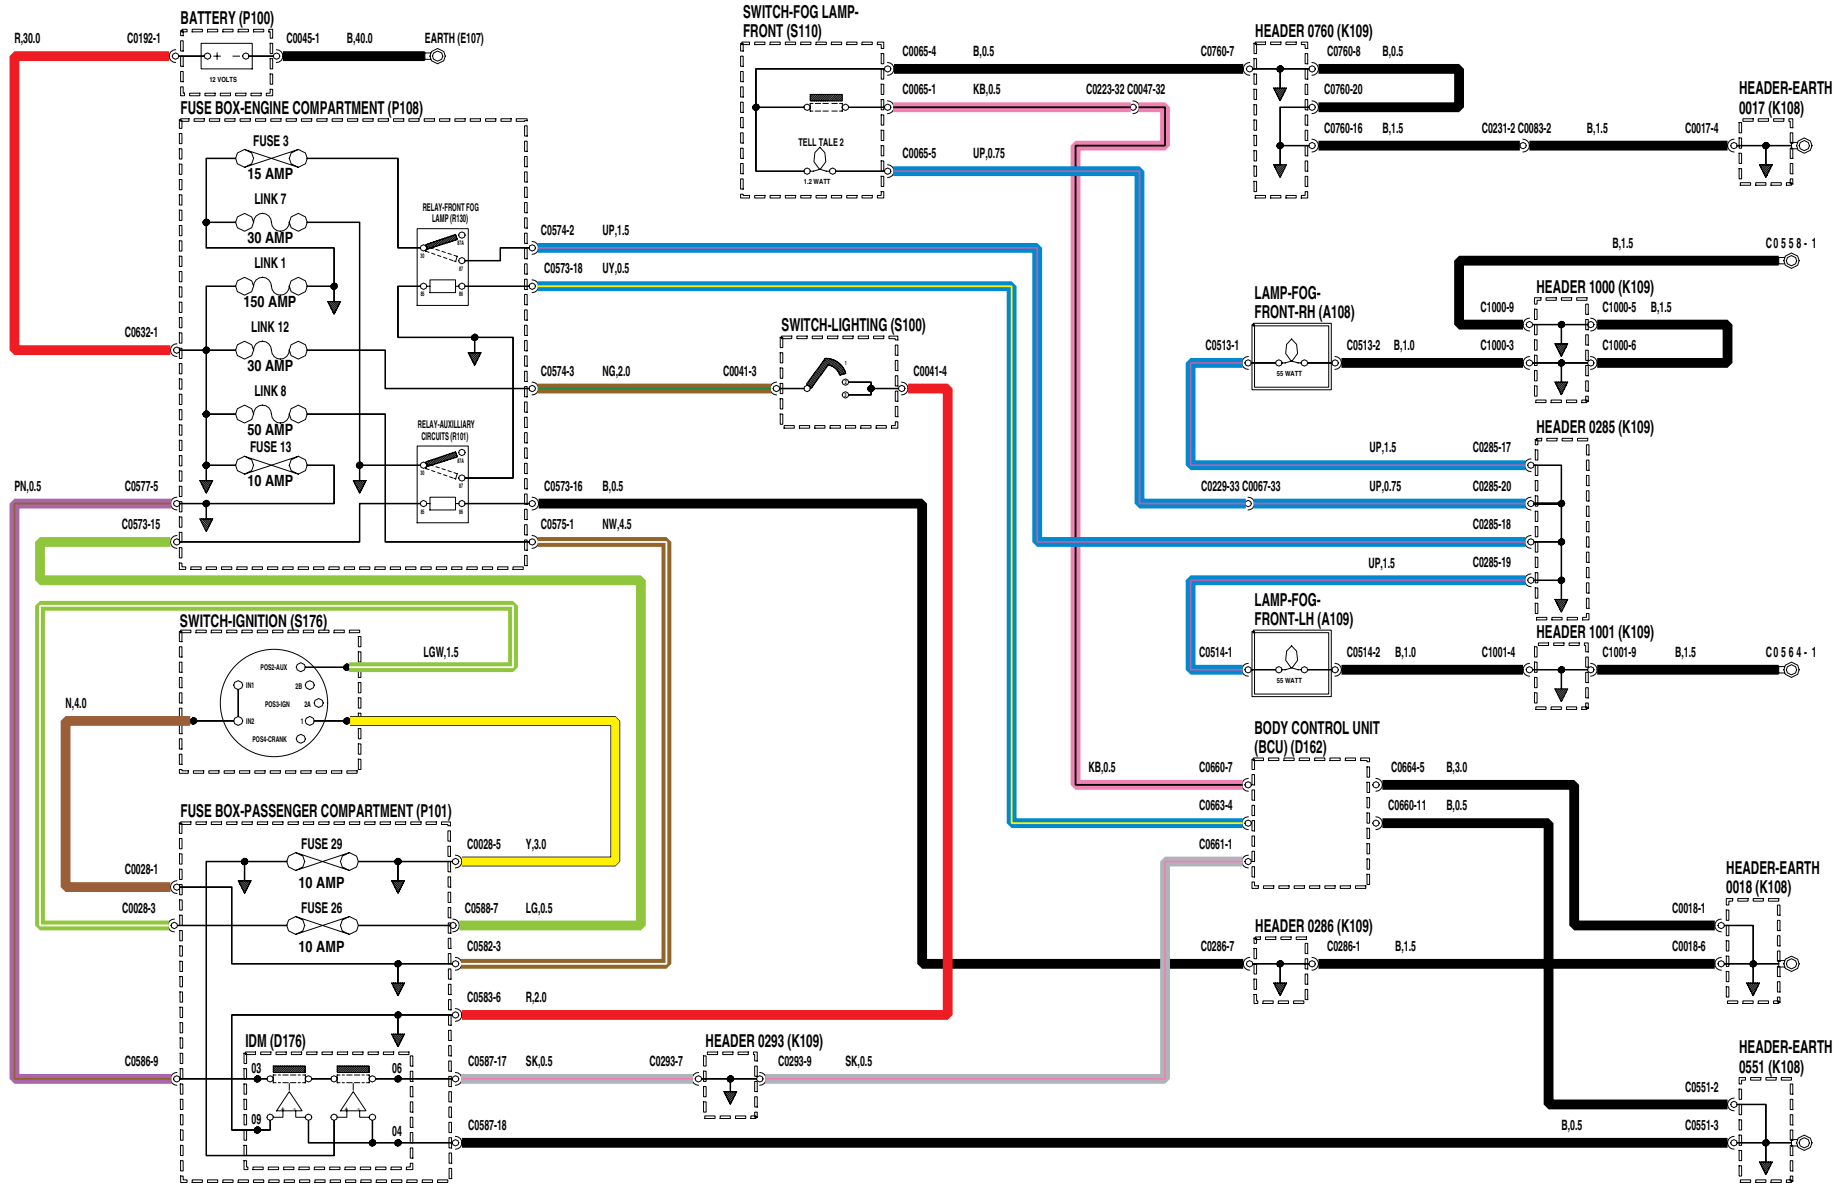 BATTERY (P100)
R,30.0
C0192-1
C0045-1
B,40.0
EARTH (E107)
12 VOLTS
FUSE BOX-ENGINE COMPARTMENT (P108)
FUSE 3
15 AMP
LINK 7
30 AMP
LINK 1
150 AMP
LINK 12
30 AMP
LINK 8
50 AMP
FUSE 13
10 AMP
RELAY-FRONT FOG
LAMP (R130)
87A
30
87
85
86
RELAY-AUXILLIARY
CIRCUITS (R101)
87A
30
87
85
86
C0632-1
PN,0.5
C0577-5
C0573-15
C0574-2
UP,1.5
C0573-18
UY,0.5
C0574-3
NG,2.0
C0041-3
SWITCH-LIGHTING (S100)
1
2
3
C0041-4
C0573-16
B,0.5
C0575-1
NW,4.5
SWITCH-FOG LAMP-
FRONT (S110)
TELL TALE 2
1.2 WATT
C0065-4
B,0.5
C0760-7
C0065-1
KB,0.5
C0223-32 C0047-32
C0065-5
UP,0.75
HEADER 0760 (K109)
C0760-8
B,0.5
C0760-20
C0760-16
B,1.5
C0231-2 C0083-2
B,1.5
C0017-4
HEADER-EARTH
0017 (K108)
B,1.5
C0558-1
LAMP-FOG-
FRONT-RH (A108)
C0513-1
55 WATT
C0513-2
B,1.0
C1000-9
C1000-3
HEADER 1000 (K109)
C1000-5
B,1.5
C1000-6
HEADER 0285 (K109)
UP,1.5
C0285-17
C0229-33 C0067-33
UP,0.75
C0285-20
C0285-18
UP,1.5
C0285-19
LAMP-FOG-
FRONT-LH (A109)
C0514-1
55 WATT
C0514-2
B,1.0
C1001-4
HEADER 1001 (K109)
C1001-9
B,1.5
C0564-1
SWITCH-IGNITION (S176)
LGW,1.5
POS2-AUX
IN1
2B
POS3-IGN
2A
IN2
1
POS4-CRANK
N,4.0
BODY CONTROL UNIT
(BCU) (D162)
KB,0.5
C0660-7
C0663-4
C0661-1
C0664-5
B,3.0
C0660-11
B,0.5
FUSE BOX-PASSENGER COMPARTMENT (P101)
FUSE 29
10 AMP
FUSE 26
10 AMP
C0028-1
C0028-3
C0028-5
Y,3.0
C0588-7
LG,0.5
C0582-3
C0583-6
R,2.0
HEADER 0286 (K109)
C0286-7
C0286-1
B,1.5
HEADER-EARTH
0018 (K108)
C0018-1
C0018-6
IDM (D176)
03
06
09
04
C0586-9
C0587-17
SK,0.5
C0293-7
HEADER 0293 (K109)
C0293-9
SK,0.5
C0587-18
HEADER-EARTH
0551 (K108)
C0551-2
B,0.5
C0551-3